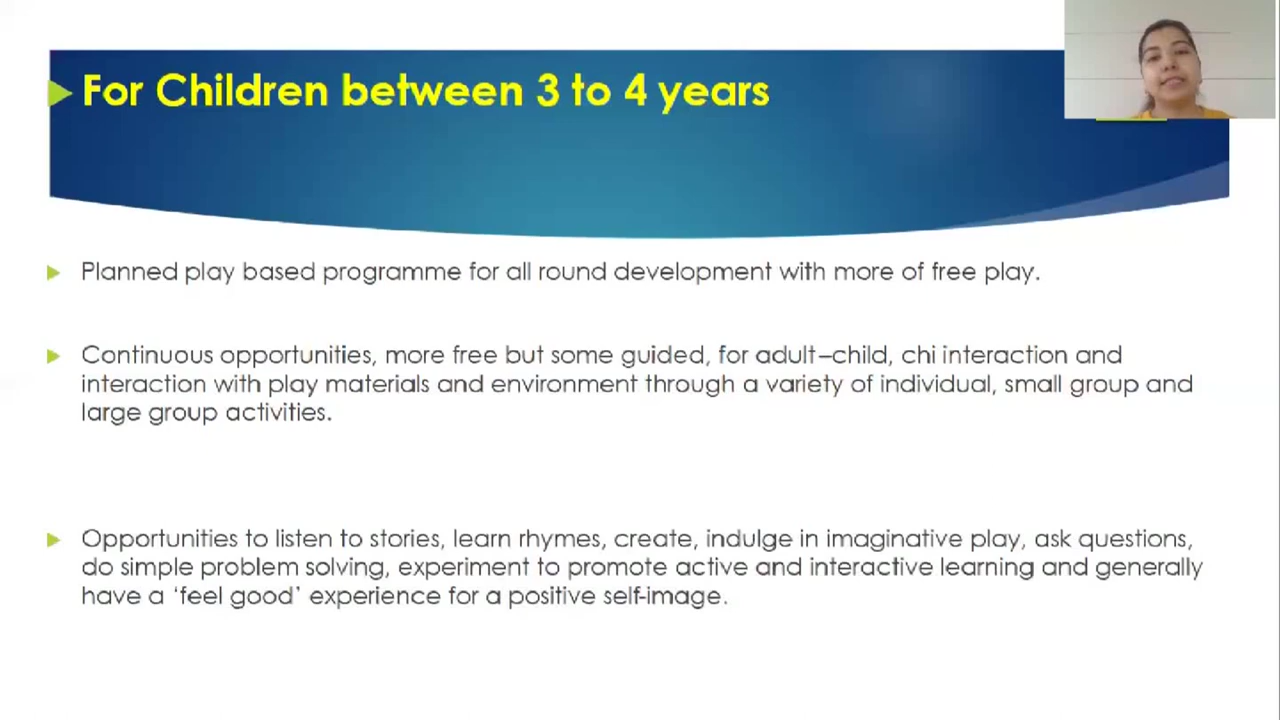 For Children between 3 to 4 years
Planned play based programme for all round development with more of free play.
Continuous opportunities, more free but some guided, for adult–child, chi interaction and
interaction with play materials and environment through a variety of individual, small group and
large group activities.
Opportunities to listen to stories, learn rhymes, create, indulge in imaginative play, ask questions,
do simple problem solving, experiment to promote active and interactive learning and generally
have a ‘feel good’ experience for a positive self-image.